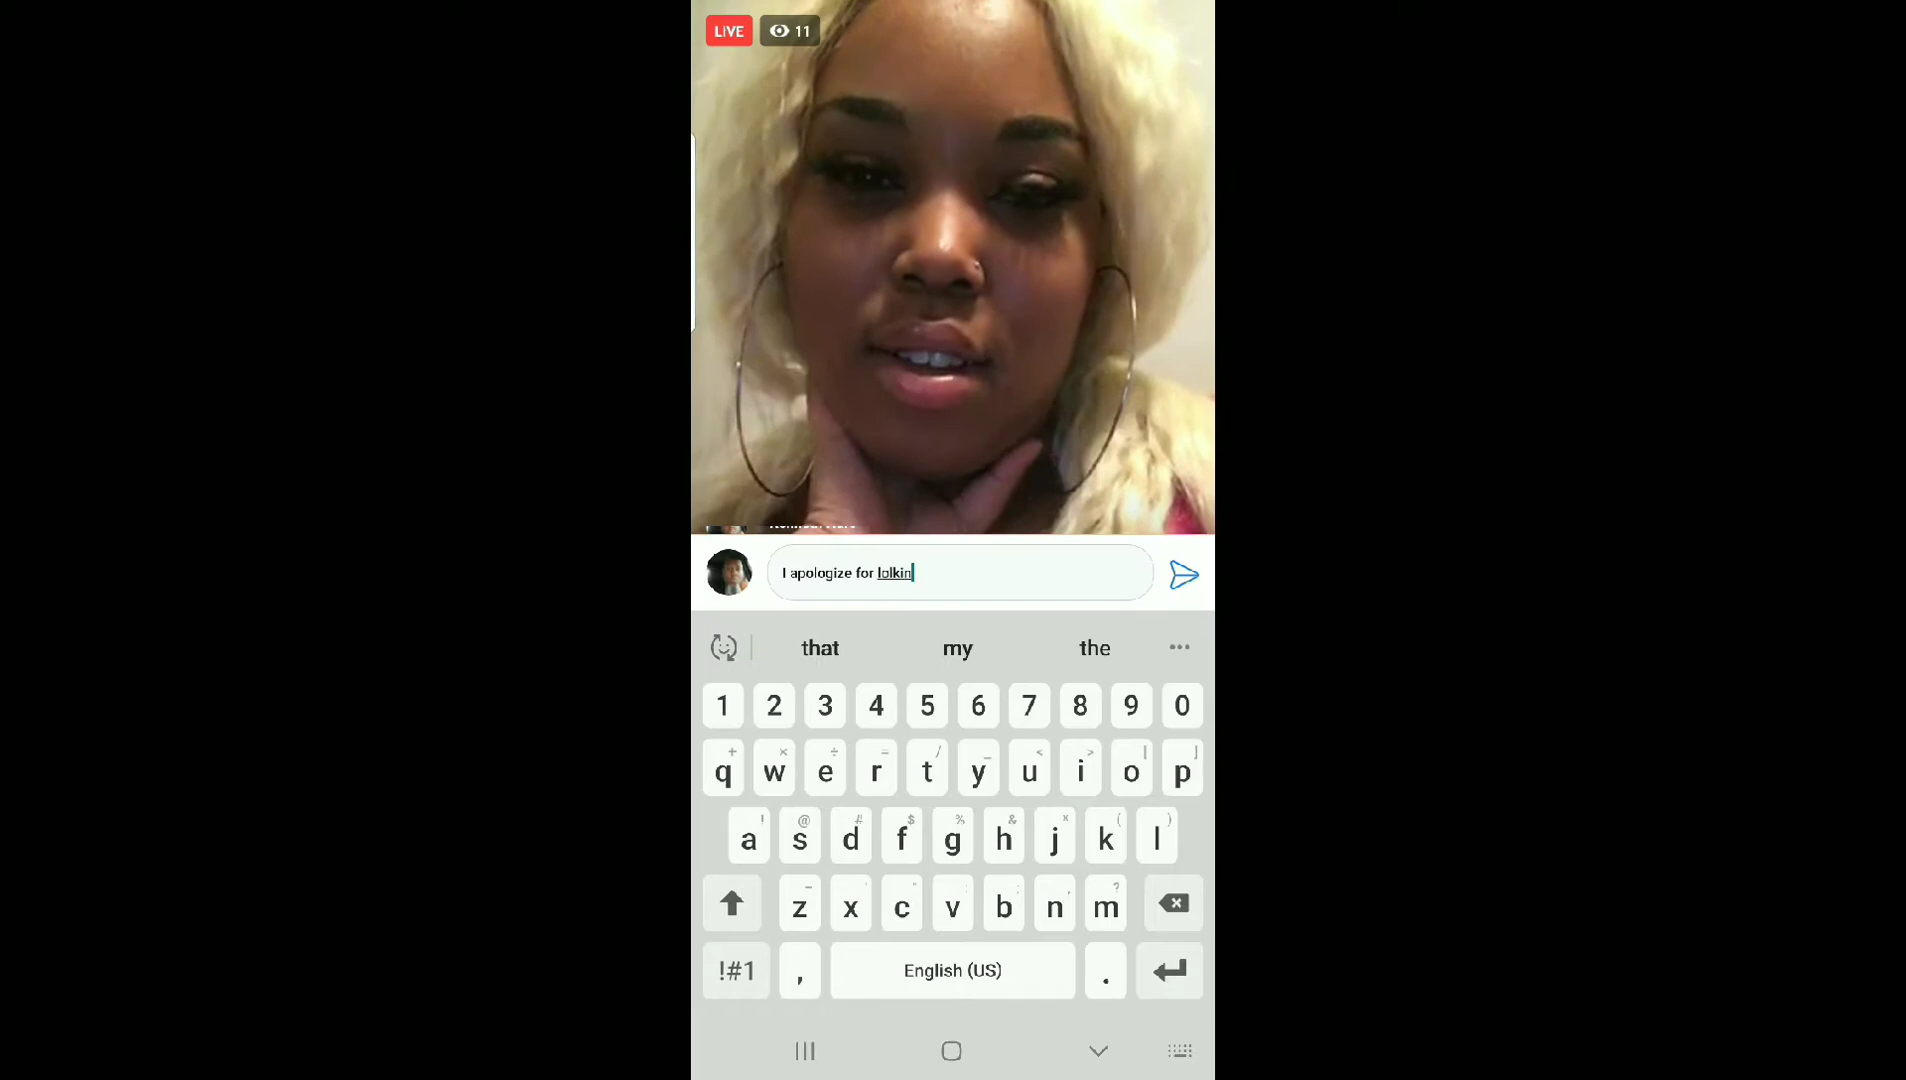 LIVE 11
I apologize for lolkin
that my the •••
1 2 3 4 5 6 7 8 9 0
+ × ÷ = / _ < > [ ]
q w e r t y u i o p
! @ # $ % & * ( )
a s d f g h j k l
- ' " : ; , ?
z x c v b n m
!#1 , English (US) .